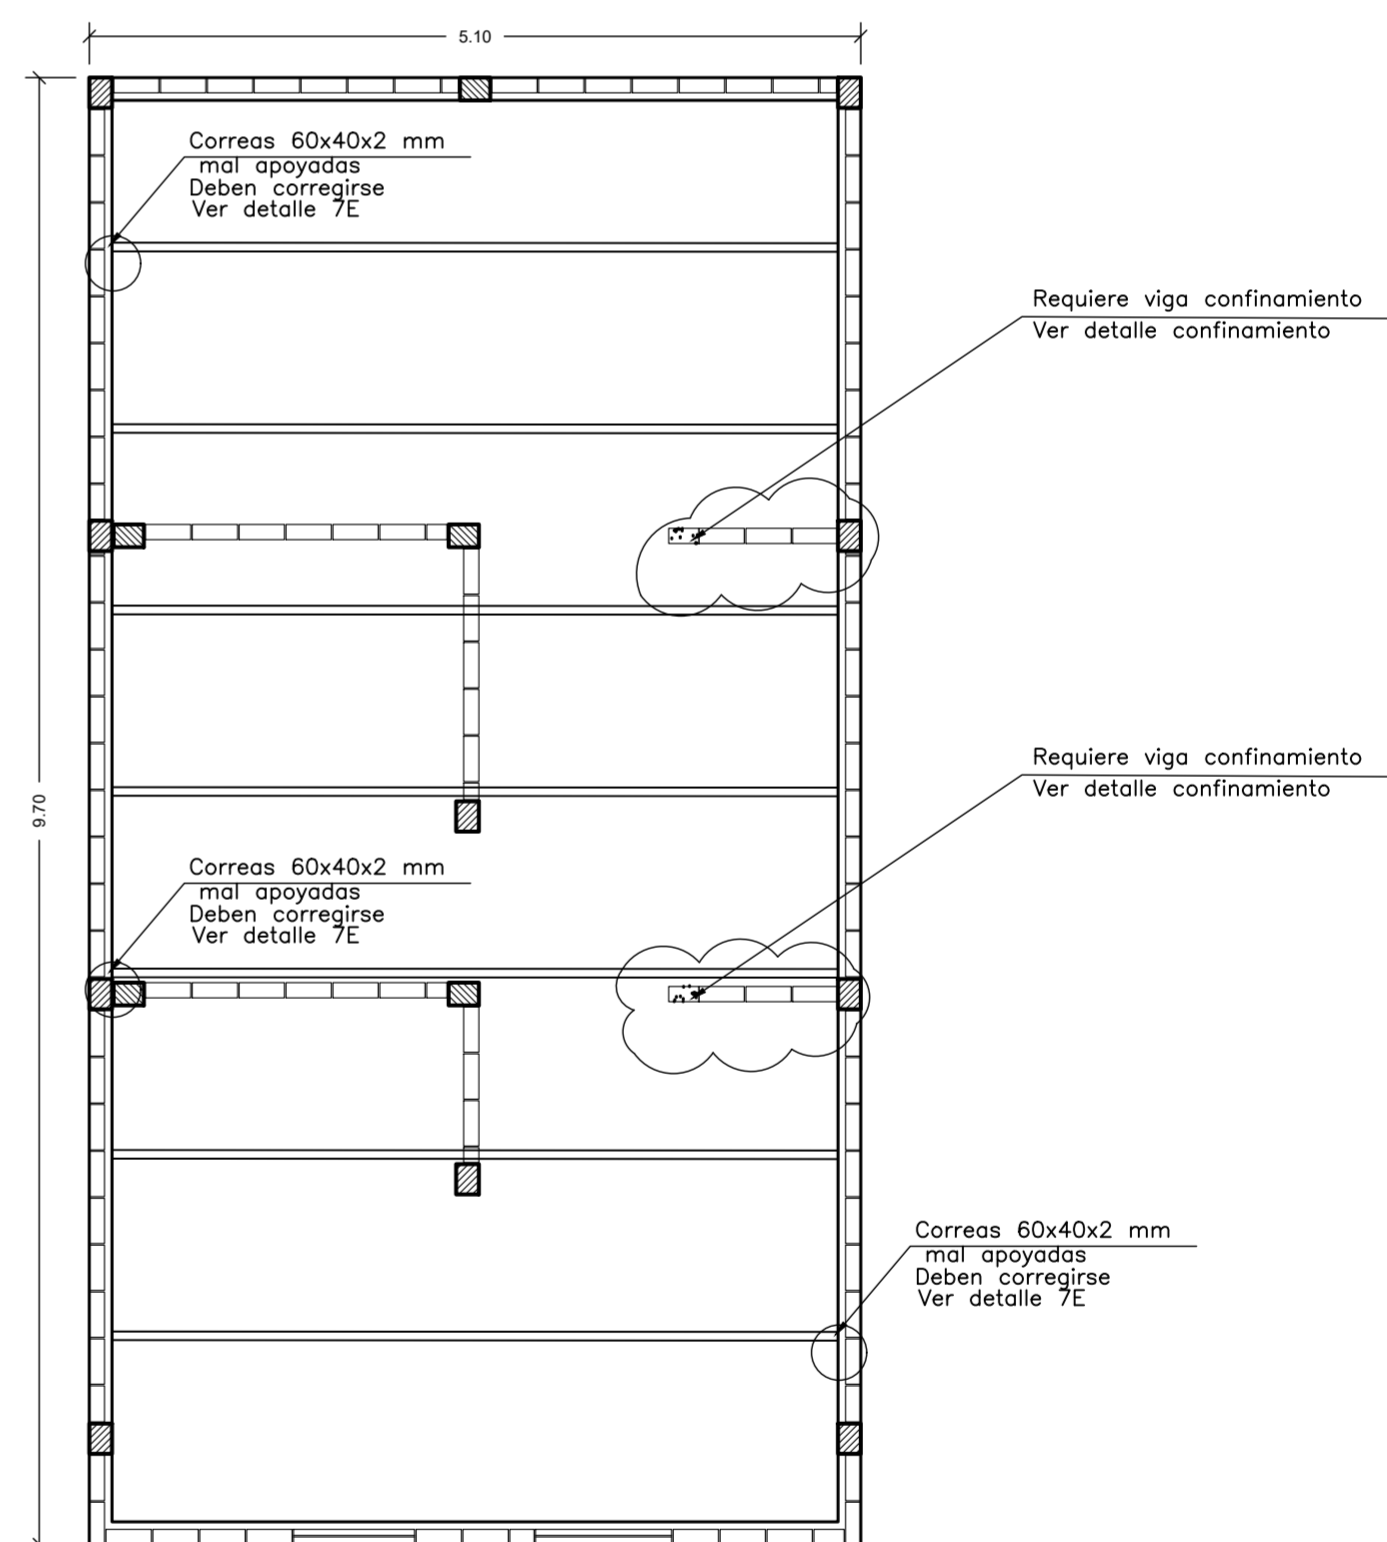 5.10
Correas 60x40x2 mm
mal apoyadas
Deben corregirse
Ver detalle 7E
Requiere viga confinamiento
Ver detalle confinamiento
Requiere viga confinamiento
Ver detalle confinamiento
9.70
Correas 60x40x2 mm
mal apoyadas
Deben corregirse
Ver detalle 7E
Correas 60x40x2 mm
mal apoyadas
Deben corregirse
Ver detalle 7E